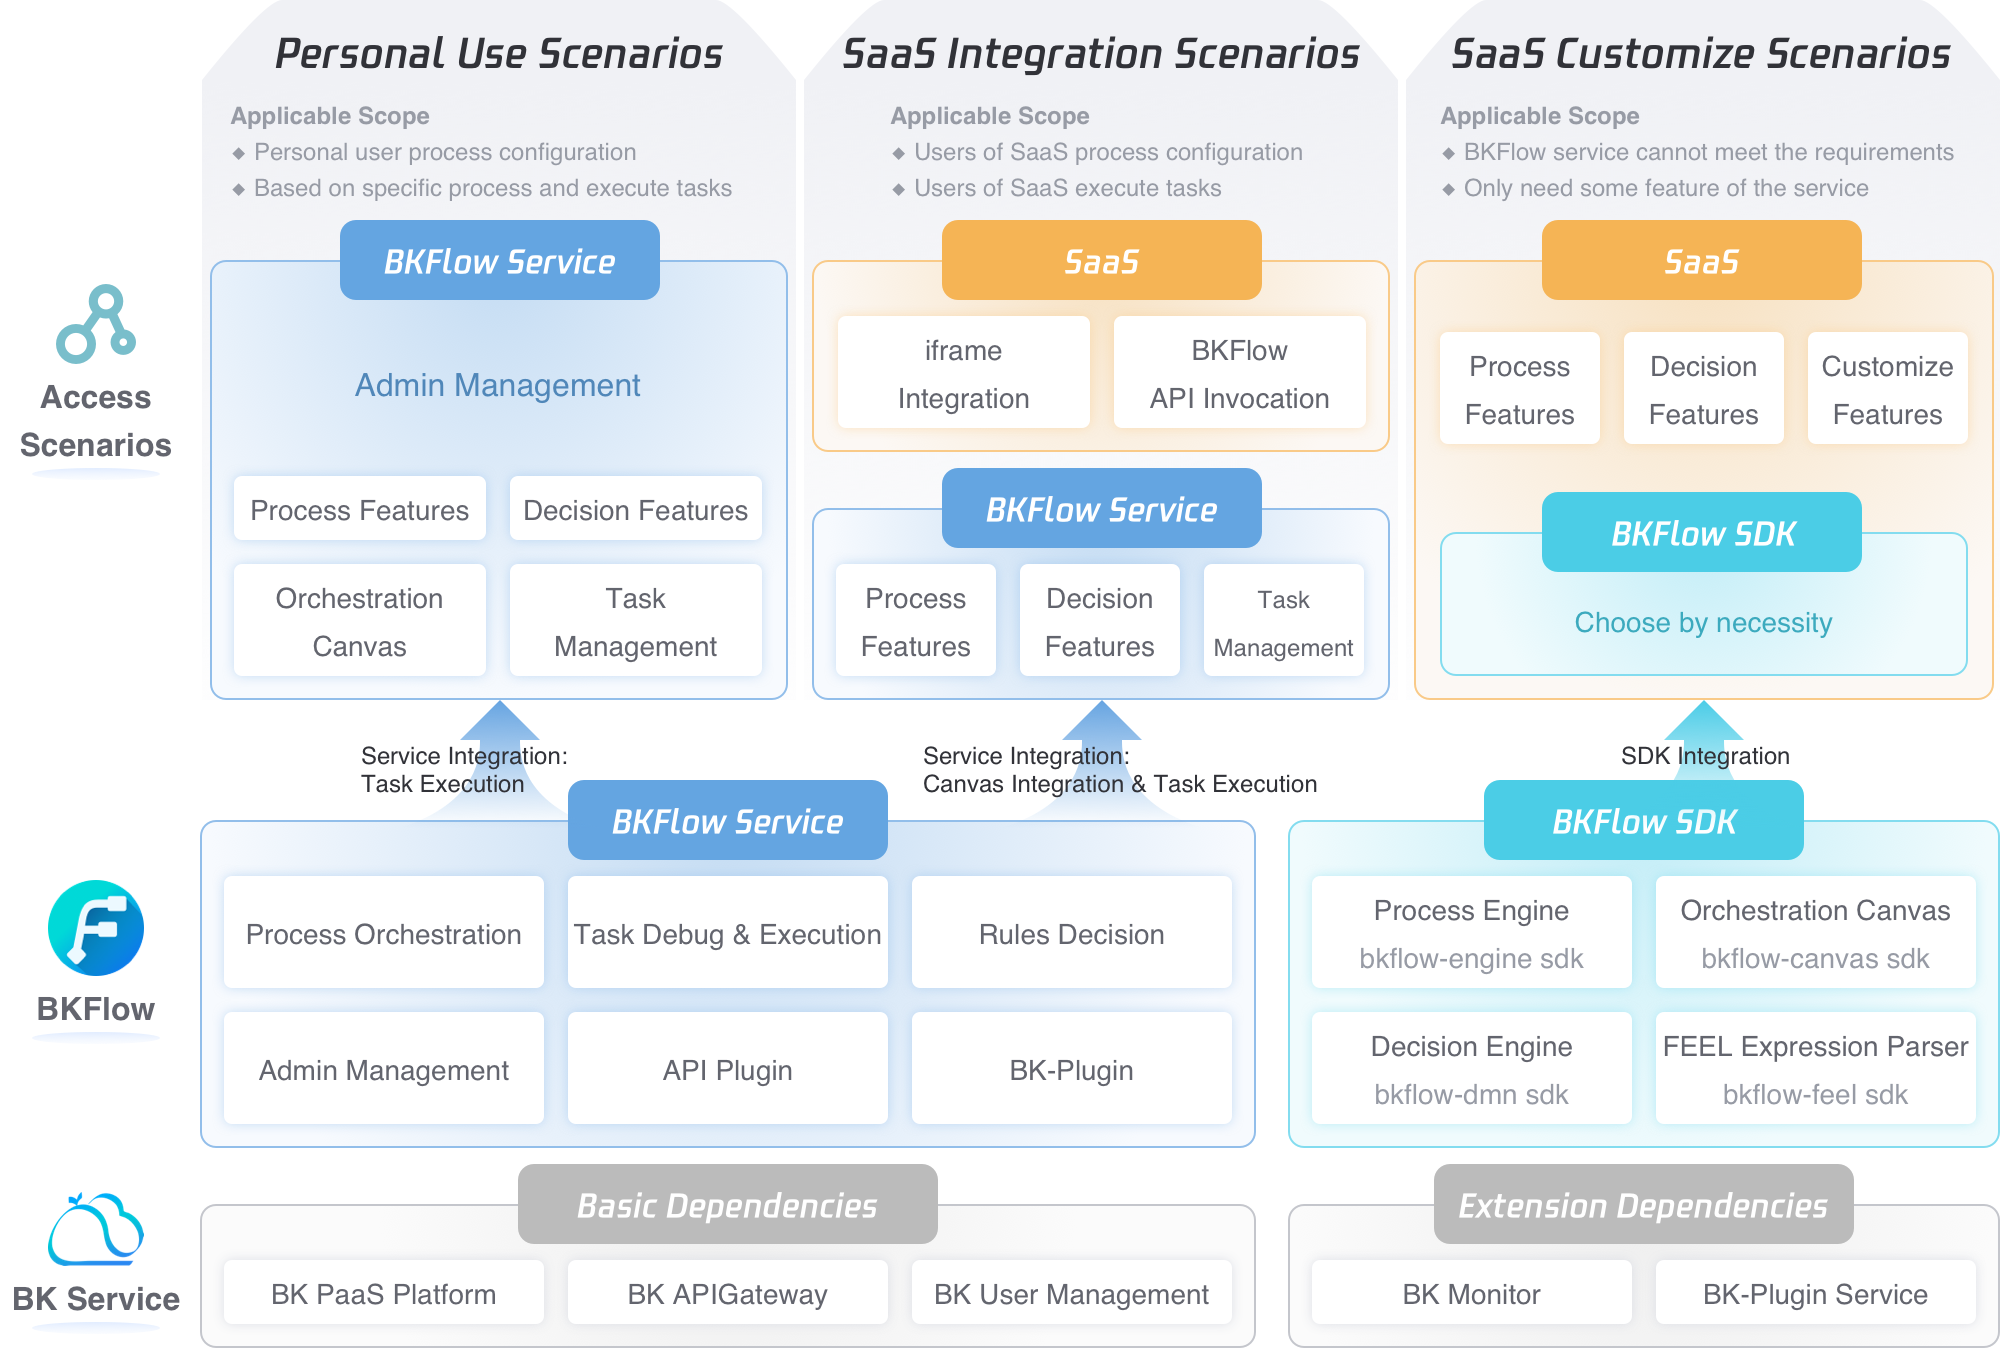 Personal Use Scenarios
Applicable Scope
Personal user process configuration
Based on specific process and execute tasks
BKFlow Service
Admin Management
Process Features
Decision Features
Orchestration
Canvas
Task
Management
SaaS Integration Scenarios
Applicable Scope
Users of SaaS process configuration
Users of SaaS execute tasks
SaaS
iframe
Integration
BKFlow
API Invocation
BKFlow Service
Process
Features
Decision
Features
Task
Management
SaaS Customize Scenarios
Applicable Scope
BKFlow service cannot meet the requirements
Only need some feature of the service
SaaS
Process
Features
Decision
Features
Customize
Features
BKFlow SDK
Choose by necessity
Access
Scenarios
Service Integration:
Task Execution
Service Integration:
Canvas Integration & Task Execution
SDK Integration
BKFlow
BKFlow Service
Process Orchestration
Task Debug & Execution
Rules Decision
Admin Management
API Plugin
BK-Plugin
BKFlow SDK
Process Engine
bkflow-engine sdk
Orchestration Canvas
bkflow-canvas sdk
Decision Engine
bkflow-dmn sdk
FEEL Expression Parser
bkflow-feel sdk
BK Service
Basic Dependencies
BK PaaS Platform
BK APIGateway
BK User Management
Extension Dependencies
BK Monitor
BK-Plugin Service